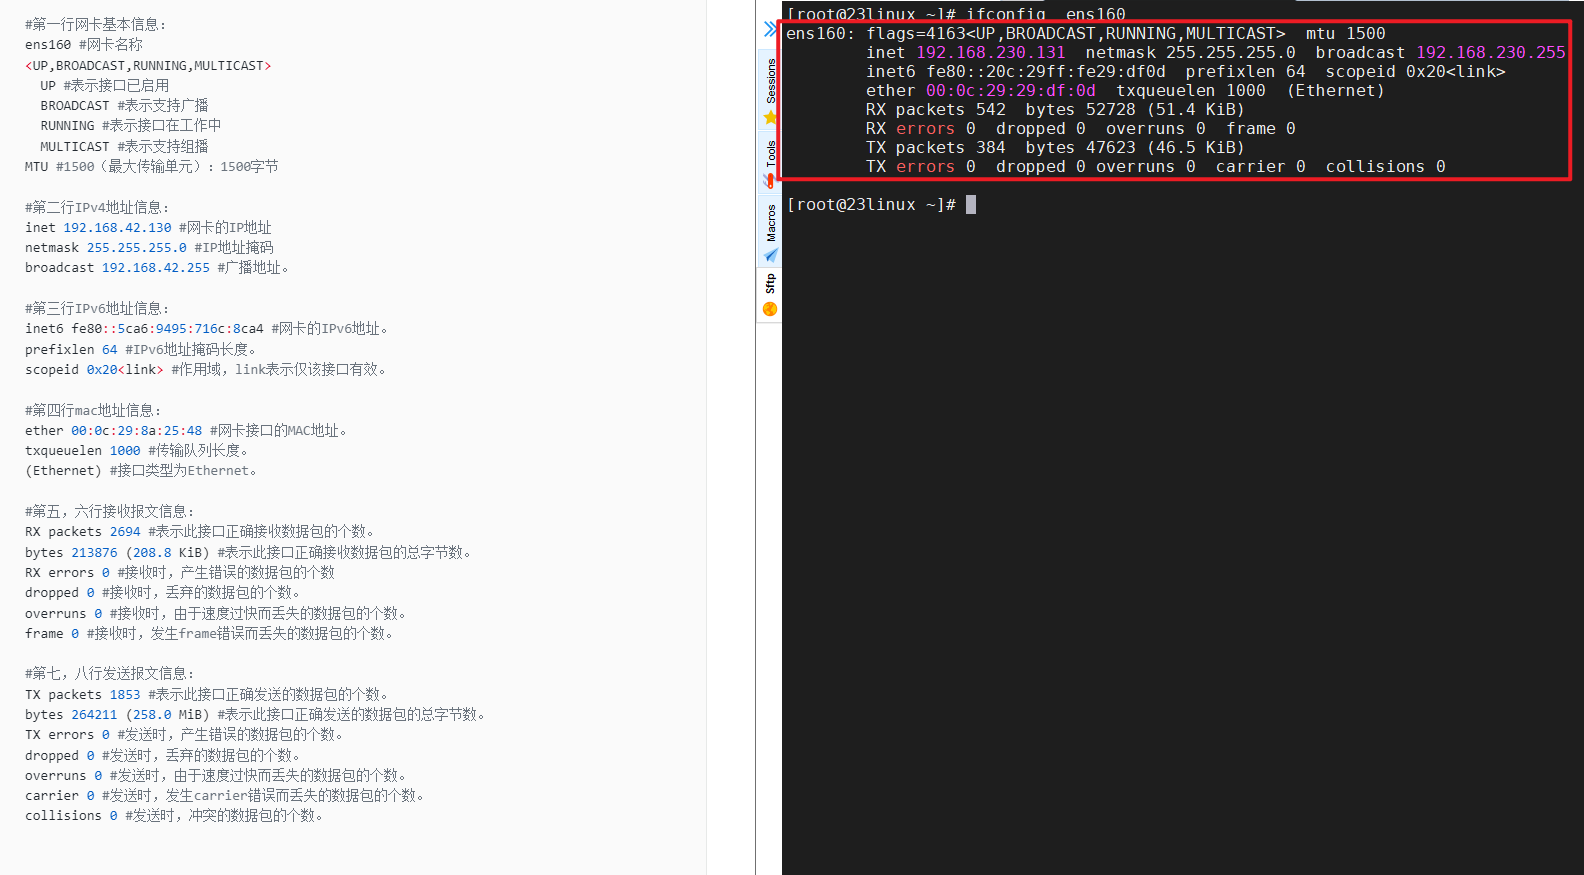 #第一行网卡基本信息：
ens160 #网卡名称
<UP,BROADCAST,RUNNING,MULTICAST>
UP #表示接口已启用
BROADCAST #表示支持广播
RUNNING #表示接口在工作中
MULTICAST #表示支持组播
MTU #1500（最大传输单元）：1500字节
#第二行IPv4地址信息：
inet 192.168.42.130 #网卡的IP地址
netmask 255.255.255.0 #IP地址掩码
broadcast 192.168.42.255 #广播地址。
#第三行IPv6地址信息：
inet6 fe80::5ca6:9495:716c:8ca4 #网卡的IPv6地址。
prefixlen 64 #IPv6地址掩码长度。
scopeid 0x20<link> #作用域，link表示仅该接口有效。
#第四行mac地址信息：
ether 00:0c:29:8a:25:48 #网卡接口的MAC地址。
txqueuelen 1000 #传输队列长度。
(Ethernet) #接口类型为Ethernet。
#第五，六行接收报文信息：
RX packets 2694 #表示此接口正确接收数据包的个数。
bytes 213876 (208.8 KiB) #表示此接口正确接收数据包的总字节数。
RX errors 0 #接收时，产生错误的数据包的个数
dropped 0 #接收时，丢弃的数据包的个数。
overruns 0 #接收时，由于速度过快而丢失的数据包的个数。
frame 0 #接收时，发生frame错误而丢失的数据包的个数。
#第七，八行发送报文信息：
TX packets 1853 #表示此接口正确发送的数据包的个数。
bytes 264211 (258.0 MiB) #表示此接口正确发送的数据包的总字节数。
TX errors 0 #发送时，产生错误的数据包的个数。
dropped 0 #发送时，丢弃的数据包的个数。
overruns 0 #发送时，由于速度过快而丢失的数据包的个数。
carrier 0 #发送时，发生carrier错误而丢失的数据包的个数。
collisions 0 #发送时，冲突的数据包的个数。
Sessions
Tools
Macros
Sftp
[root@23linux ~]# ifconfig ens160
ens160: flags=4163<UP,BROADCAST,RUNNING,MULTICAST> mtu 1500
inet 192.168.230.131 netmask 255.255.255.0 broadcast 192.168.230.255
inet6 fe80::20c:29ff:fe29:df0d prefixlen 64 scopeid 0x20<link>
ether 00:0c:29:29:df:0d txqueuelen 1000 (Ethernet)
RX packets 542 bytes 52728 (51.4 KiB)
RX errors 0 dropped 0 overruns 0 frame 0
TX packets 384 bytes 47623 (46.5 KiB)
TX errors 0 dropped 0 overruns 0 carrier 0 collisions 0
[root@23linux ~]#